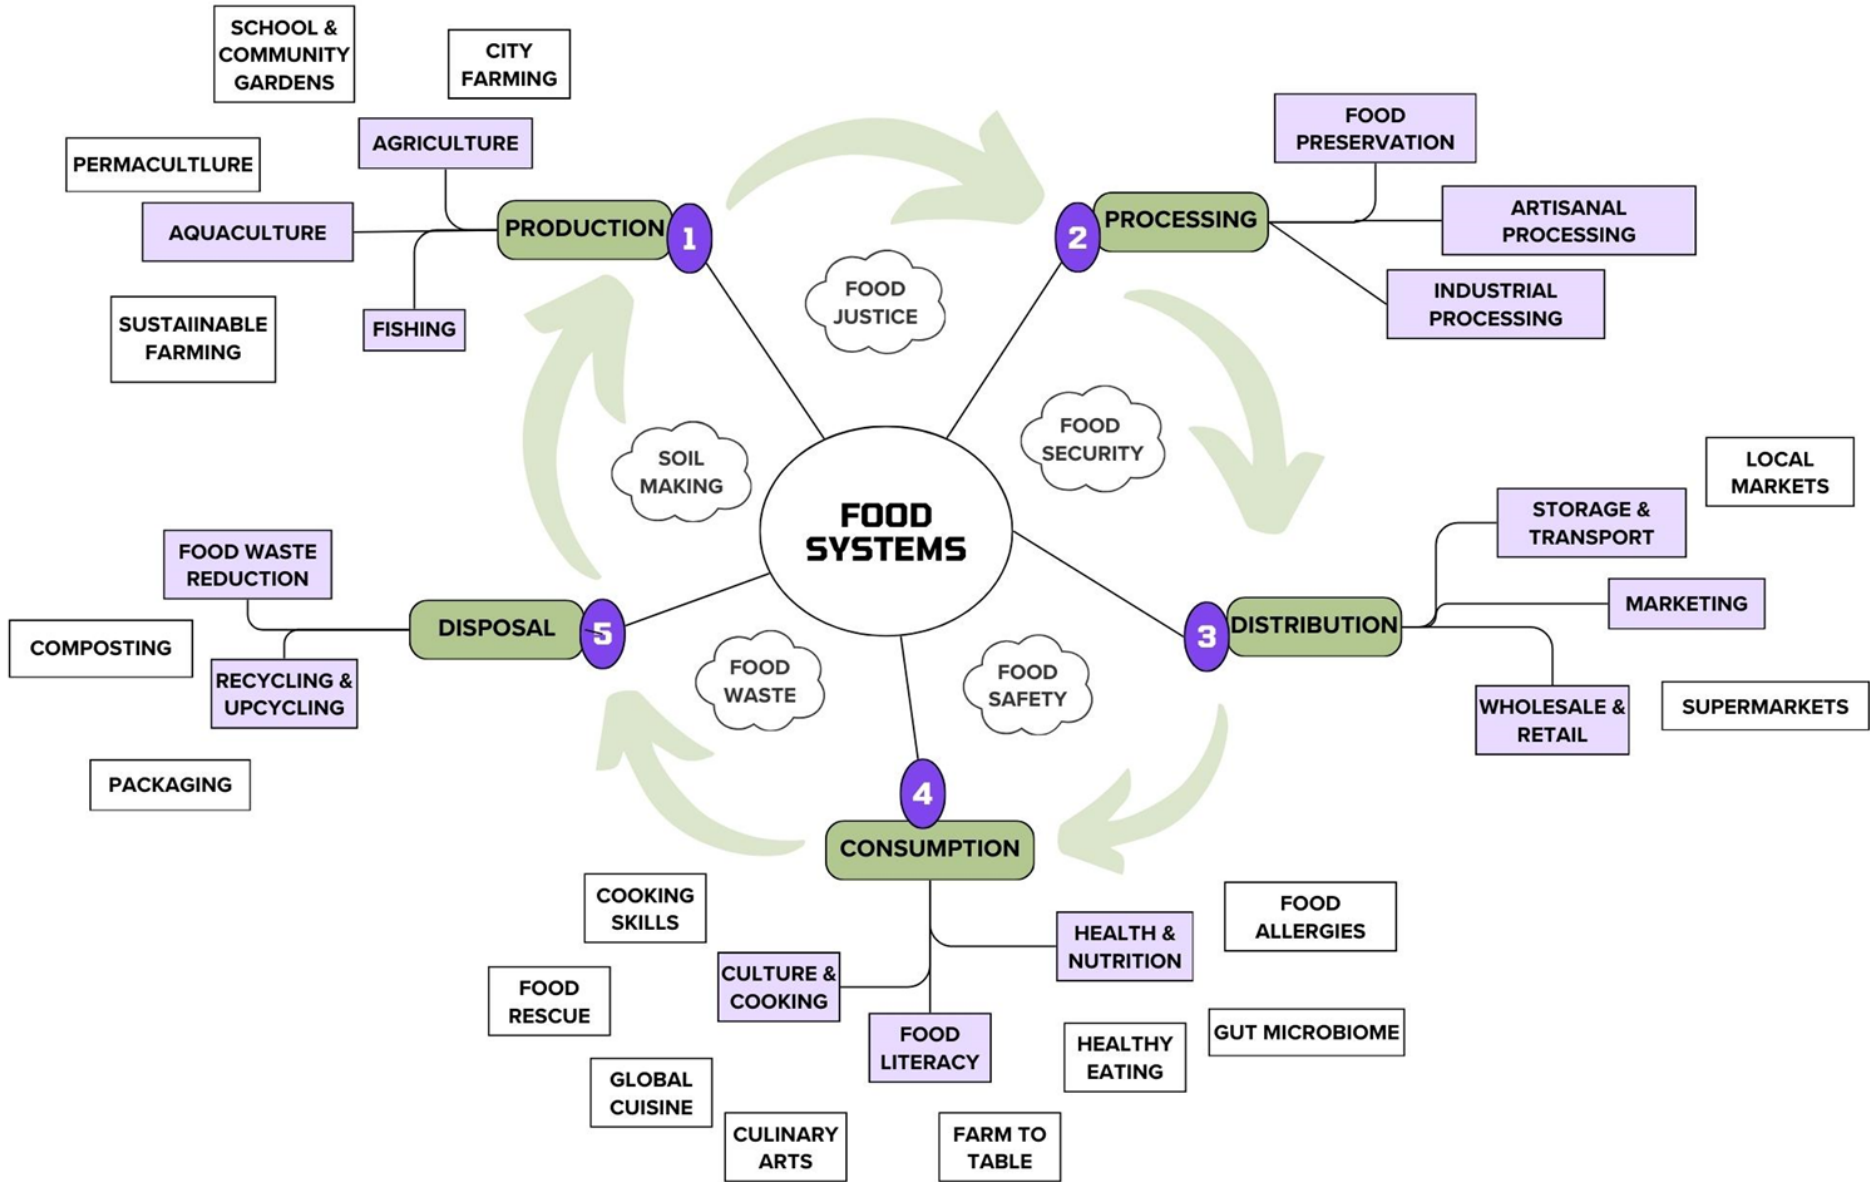 SCHOOL &
COMMUNITY
GARDENS
CITY
FARMING
AGRICULTURE
PERMACULTLURE
AQUACULTURE
SUSTAIINABLE
FARMING
FISHING
PRODUCTION
1
FOOD
JUSTICE
2
PROCESSING
FOOD
PRESERVATION
ARTISANAL
PROCESSING
INDUSTRIAL
PROCESSING
FOOD
SECURITY
SOIL
MAKING
FOOD
SYSTEMS
LOCAL
MARKETS
STORAGE &
TRANSPORT
MARKETING
3
DISTRIBUTION
WHOLESALE &
RETAIL
SUPERMARKETS
FOOD WASTE
REDUCTION
COMPOSTING
RECYCLING &
UPCYCLING
PACKAGING
DISPOSAL
5
FOOD
WASTE
FOOD
SAFETY
4
CONSUMPTION
COOKING
SKILLS
CULTURE &
COOKING
FOOD
RESCUE
GLOBAL
CUISINE
CULINARY
ARTS
FOOD
LITERACY
HEALTH &
NUTRITION
FOOD
ALLERGIES
GUT MICROBIOME
HEALTHY
EATING
FARM TO
TABLE